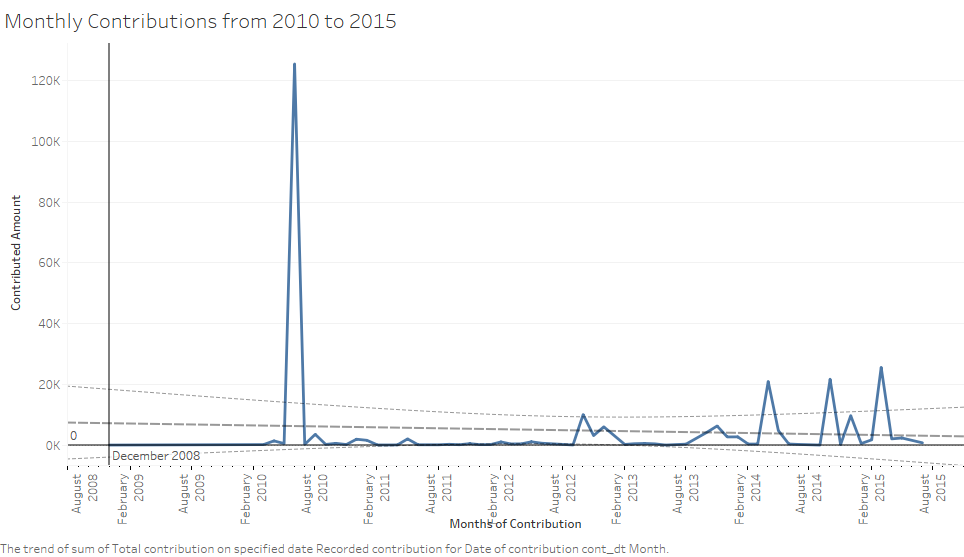 Monthly Contributions from 2010 to 2015
120K
100K
80K
60K
40K
20K
0K
Contributed Amount
0
December 2008
August 2008
February 2009
August 2009
February 2010
August 2010
February 2011
August 2011
February 2012
August 2012
February 2013
August 2013
February 2014
August 2014
February 2015
August 2015
Months of Contribution
The trend of sum of Total contribution on specified date Recorded contribution for Date of contribution cont_dt Month.